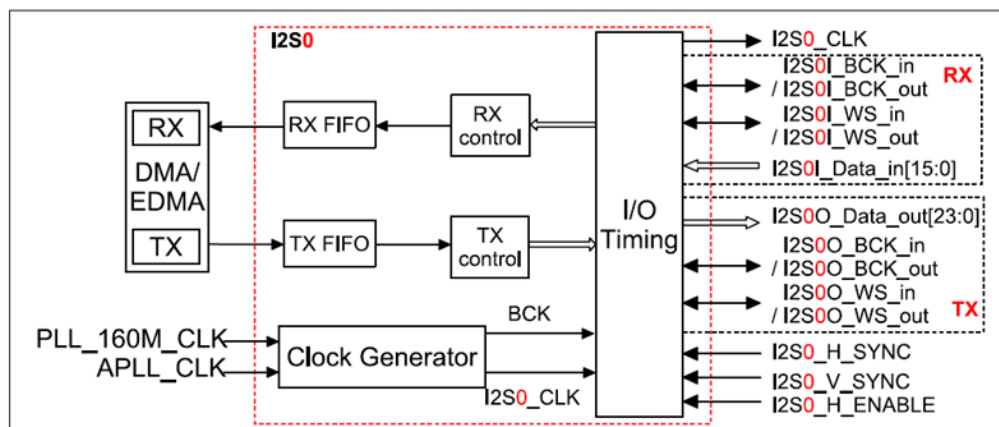 I2S0
RX
DMA/
EDMA
TX
RX FIFO
RX
control
TX FIFO
TX
control
PLL_160M_CLK
APLL_CLK
Clock Generator
BCK
I2S0_CLK
I/O
Timing
I2S0_CLK
I2S0I_BCK_in
/ I2S0I_BCK_out
I2S0I_WS_in
/ I2S0I_WS_out
I2S0I_Data_in[15:0]
RX
I2S0O_Data_out[23:0]
I2S0O_BCK_in
/ I2S0O_BCK_out
I2S0O_WS_in
/ I2S0O_WS_out
TX
I2S0_H_SYNC
I2S0_V_SYNC
I2S0_H_ENABLE